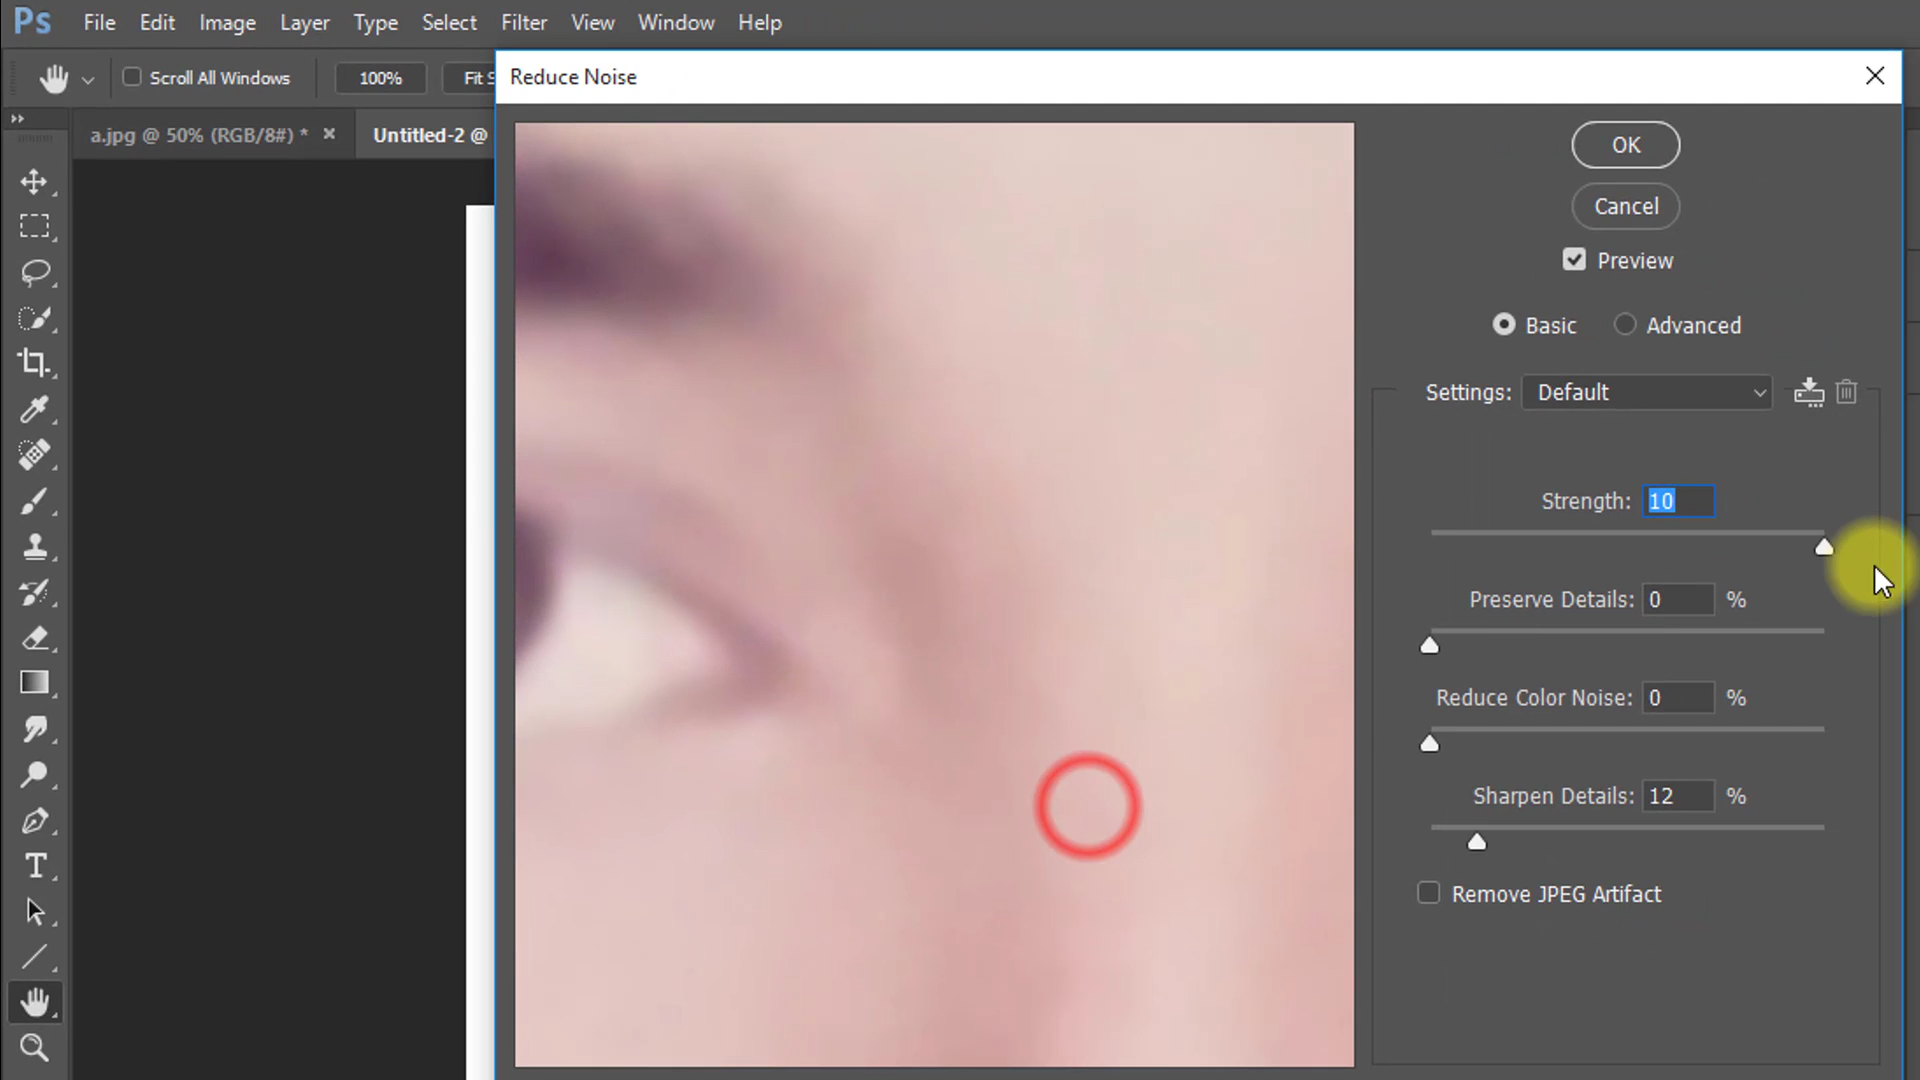 Ps File Edit Image Layer Type Select Filter View Window Help
Scroll All Windows 100% Fit S
Reduce Noise
a.jpg @ 50% (RGB/8#) * × Untitled-2 @
OK
Cancel
Preview
Basic Advanced
Settings: Default
Strength: 10
Preserve Details: 0 %
Reduce Color Noise: 0 %
Sharpen Details: 12 %
Remove JPEG Artifact